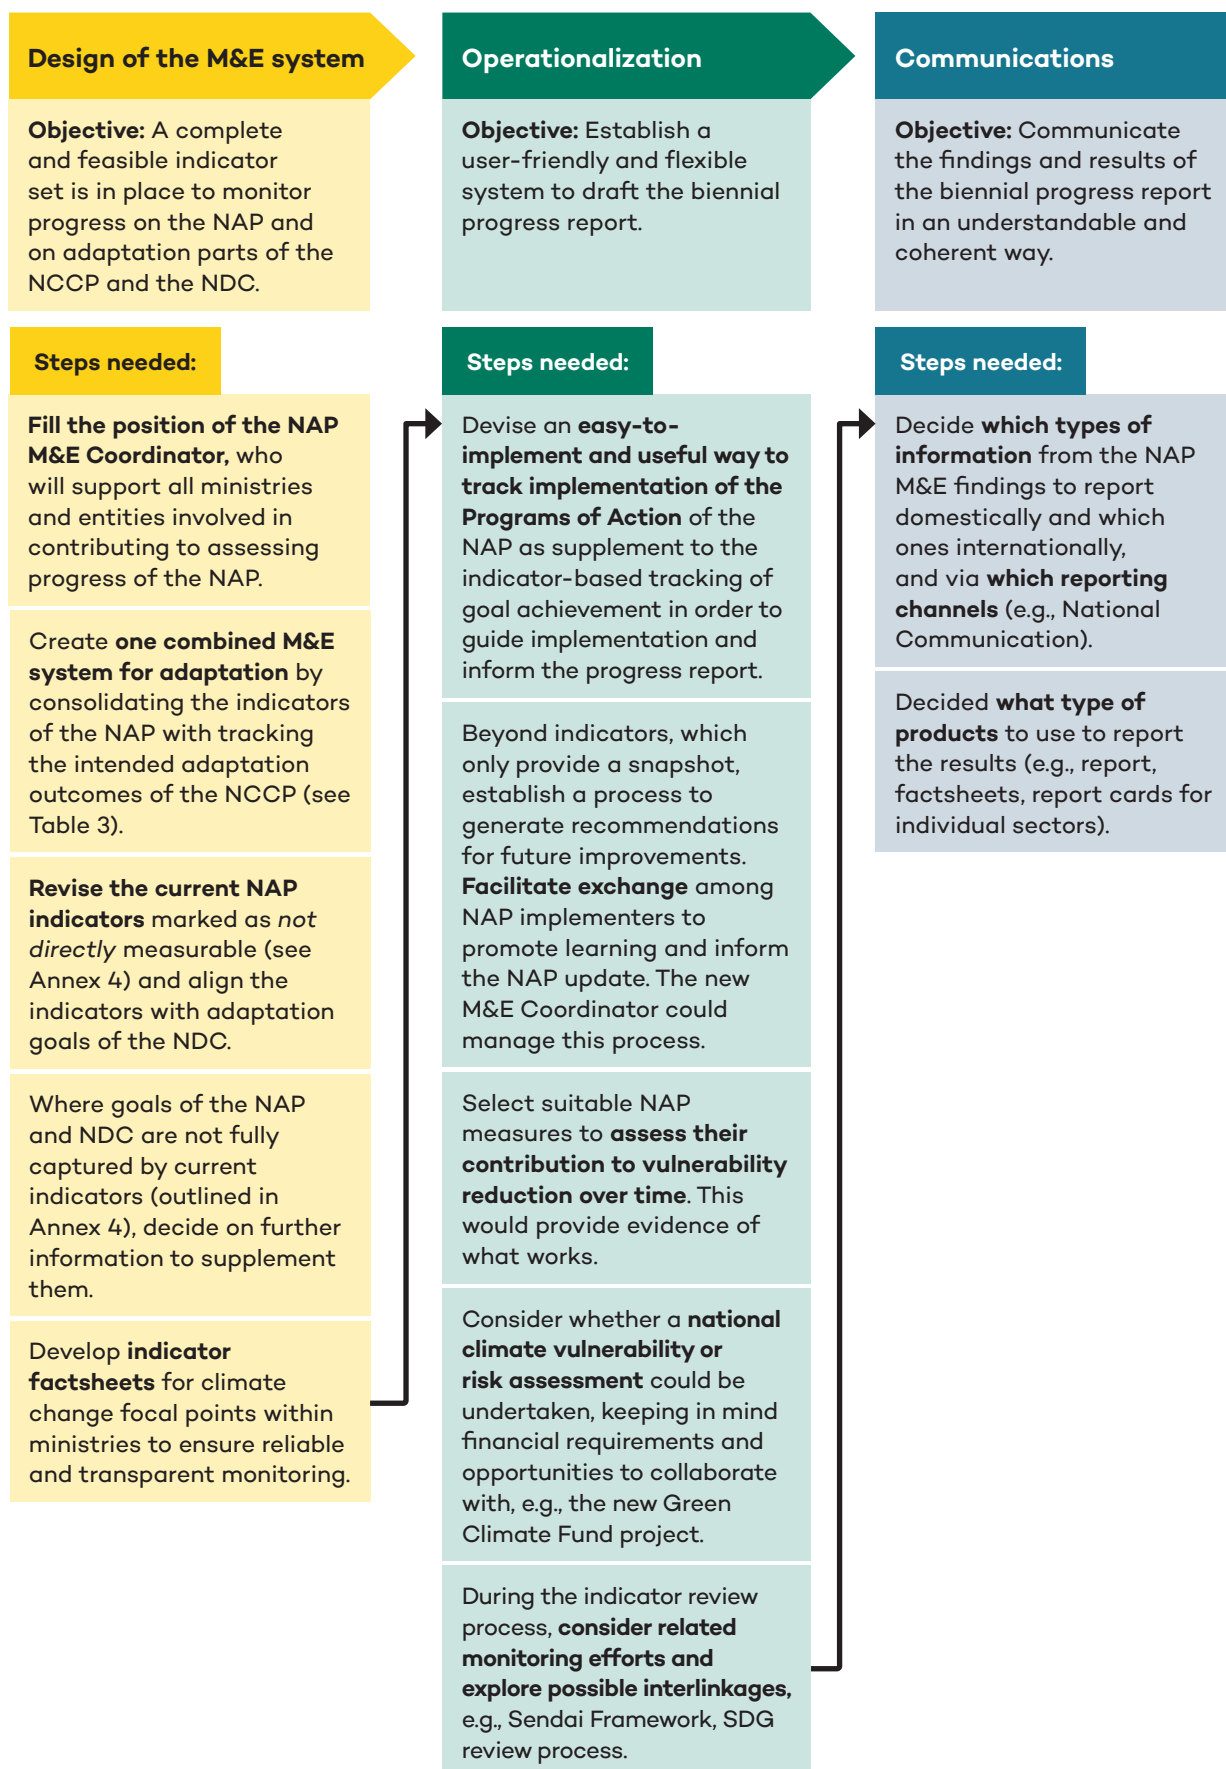 Design of the M&E system
Objective: A complete
and feasible indicator
set is in place to monitor
progress on the NAP and
on adaptation parts of the
NCCP and the NDC.
Steps needed:
Fill the position of the NAP
M&E Coordinator, who
will support all ministries
and entities involved in
contributing to assessing
progress of the NAP.
Create one combined M&E
system for adaptation by
consolidating the indicators
of the NAP with tracking
the intended adaptation
outcomes of the NCCP (see
Table 3).
Revise the current NAP
indicators marked as not
directly measurable (see
Annex 4) and align the
indicators with adaptation
goals of the NDC.
Where goals of the NAP
and NDC are not fully
captured by current
indicators (outlined in
Annex 4), decide on further
information to supplement
them.
Develop indicator
factsheets for climate
change focal points within
ministries to ensure reliable
and transparent monitoring.
Operationalization
Objective: Establish a
user-friendly and flexible
system to draft the biennial
progress report.
Steps needed:
Devise an easy-to-
implement and useful way to
track implementation of the
Programs of Action of the
NAP as supplement to the
indicator-based tracking of
goal achievement in order to
guide implementation and
inform the progress report.
Beyond indicators, which
only provide a snapshot,
establish a process to
generate recommendations
for future improvements.
Facilitate exchange among
NAP implementers to
promote learning and inform
the NAP update. The new
M&E Coordinator could
manage this process.
Select suitable NAP
measures to assess their
contribution to vulnerability
reduction over time. This
would provide evidence of
what works.
Consider whether a national
climate vulnerability or
risk assessment could be
undertaken, keeping in mind
financial requirements and
opportunities to collaborate
with, e.g., the new Green
Climate Fund project.
During the indicator review
process, consider related
monitoring efforts and
explore possible interlinkages,
e.g., Sendai Framework, SDG
review process.
Communications
Objective: Communicate
the findings and results of
the biennial progress report
in an understandable and
coherent way.
Steps needed:
Decide which types of
information from the NAP
M&E findings to report
domestically and which
ones internationally,
and via which reporting
channels (e.g., National
Communication).
Decided what type of
products to use to report
the results (e.g., report,
factsheets, report cards for
individual sectors).